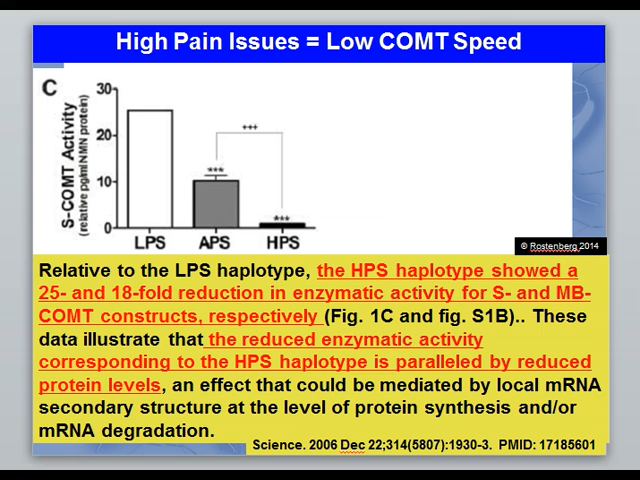 High Pain Issues = Low COMT Speed
C
S-COMT Activity
(relative pg/ml/NMN protein)
30
20
10
0
+++
***
***
LPS APS HPS
© Rostenberg 2014
Relative to the LPS haplotype, the HPS haplotype showed a
25- and 18-fold reduction in enzymatic activity for S- and MB-
COMT constructs, respectively (Fig. 1C and fig. S1B).. These
data illustrate that the reduced enzymatic activity
corresponding to the HPS haplotype is paralleled by reduced
protein levels, an effect that could be mediated by local mRNA
secondary structure at the level of protein synthesis and/or
mRNA degradation.
Science. 2006 Dec 22;314(5807):1930-3. PMID: 17185601